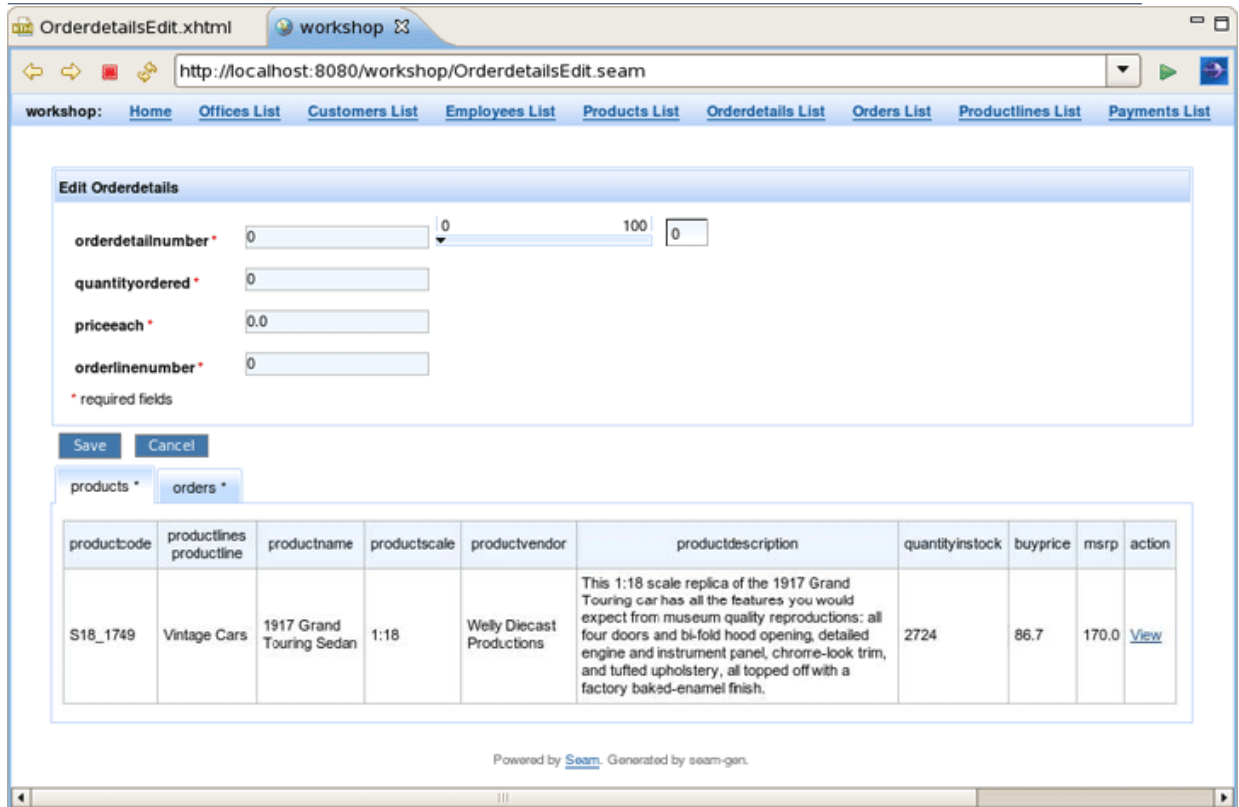 OrderdetailsEdit.xhtml workshop
http://localhost:8080/workshop/OrderdetailsEdit.seam
workshop: Home Offices List Customers List Employees List Products List Orderdetails List Orders List Productlines List Payments List
Edit Orderdetails
orderdetailnumber* 0 0 100 0
quantityordered * 0
priceeach * 0.0
orderlinenumber* 0
* required fields
Save Cancel
products * orders *
productcode productlines productline productname productscale productvendor productdescription quantityinstock buyprice msrp action
S18_1749 Vintage Cars 1917 Grand Touring Sedan 1:18 Welly Diecast Productions
This 1:18 scale replica of the 1917 Grand
Touring car has all the features you would
expect from museum quality reproductions: all
four doors and bi-fold hood opening, detailed
engine and instrument panel, chrome-look trim,
and tufted upholstery, all topped off with a
factory baked-enamel finish.
2724 86.7 170.0 View
Powered by Seam. Generated by seam-gen.